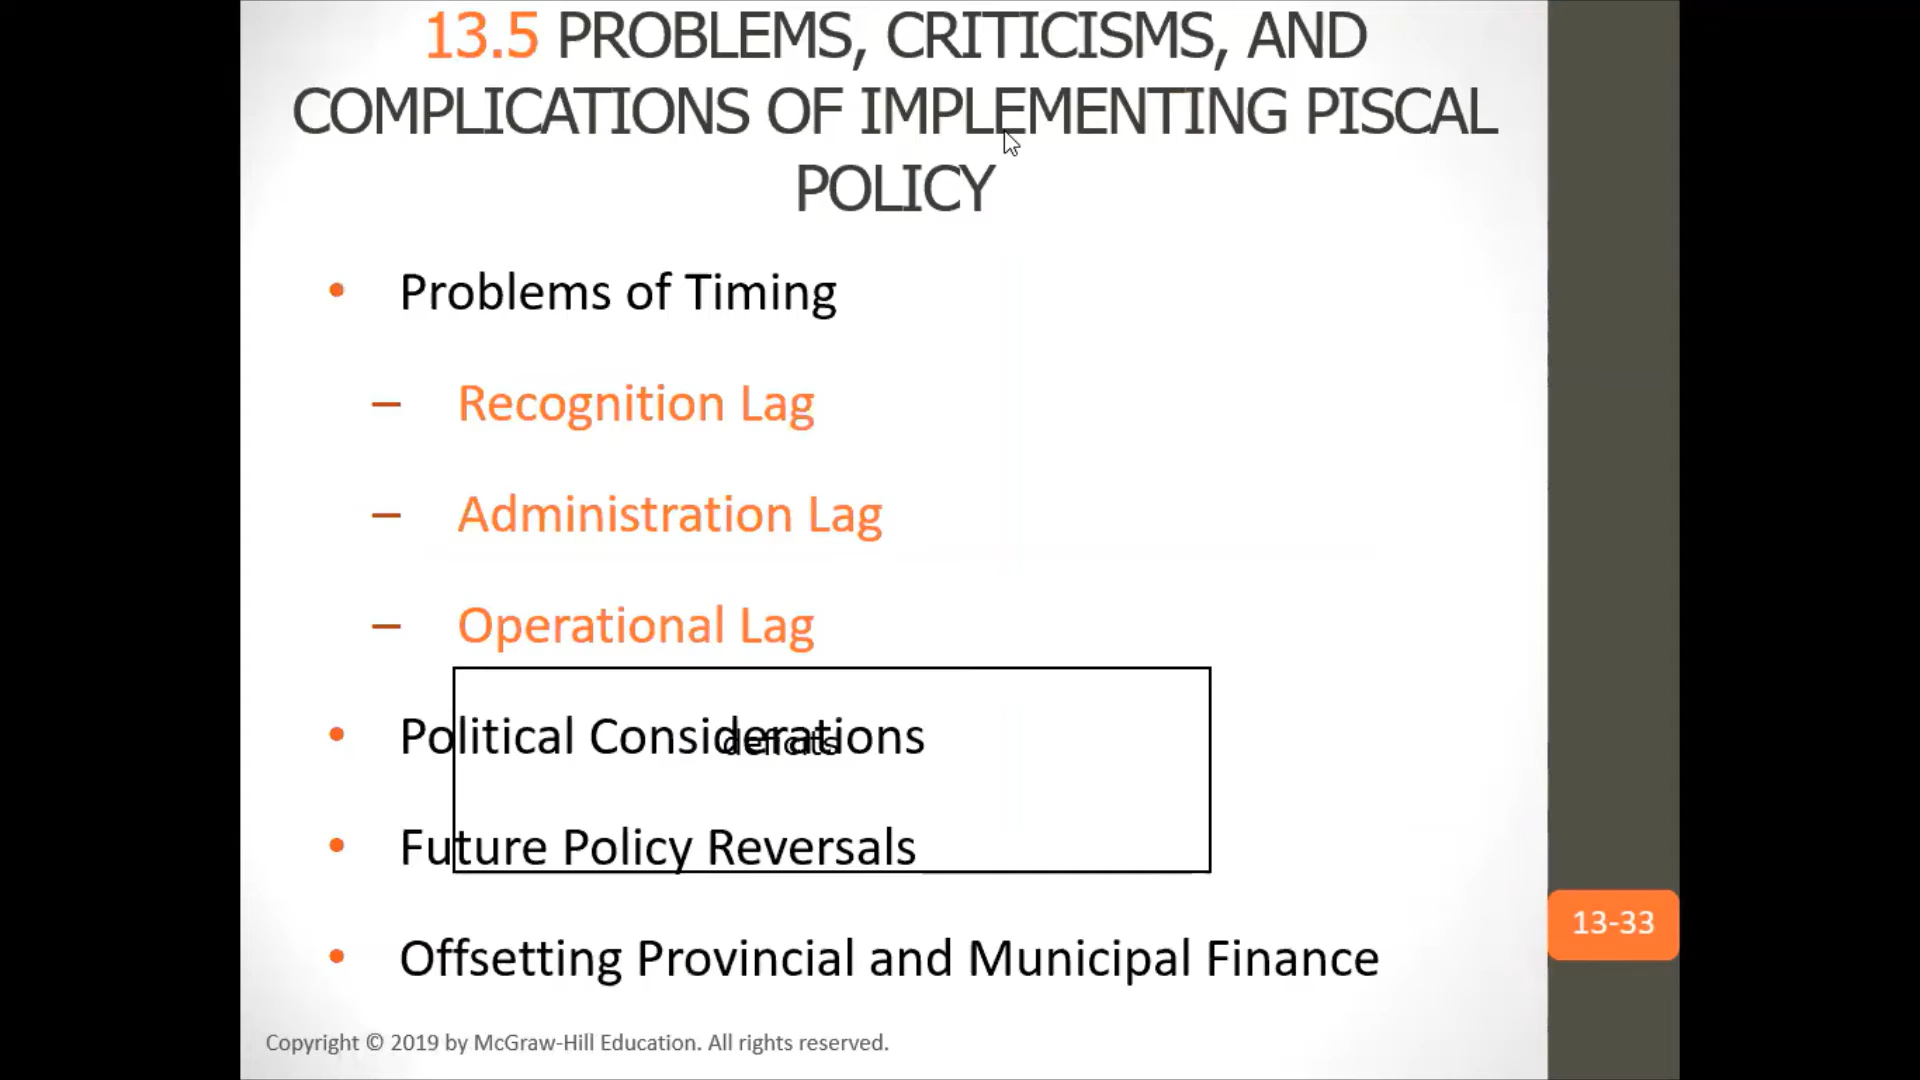 13.5 PROBLEMS, CRITICISMS, AND
COMPLICATIONS OF IMPLEMENTING PISCAL
POLICY
• Problems of Timing
– Recognition Lag
– Administration Lag
– Operational Lag
• Political Considerations
deficits
• Future Policy Reversals
13-33
• Offsetting Provincial and Municipal Finance
Copyright © 2019 by McGraw-Hill Education. All rights reserved.